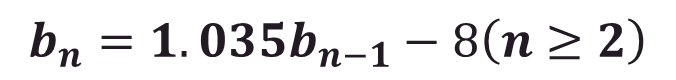 bₙ = 1.035bₙ₋₁ − 8(n ≥ 2)